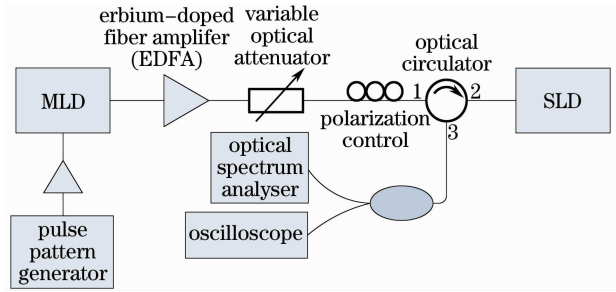 erbium-doped
fiber amplifer
(EDFA)
variable
optical
attenuator
optical
circulator
MLD
1
2
3
SLD
polarization
control
optical
spectrum
analyser
oscilloscope
pulse
pattern
generator